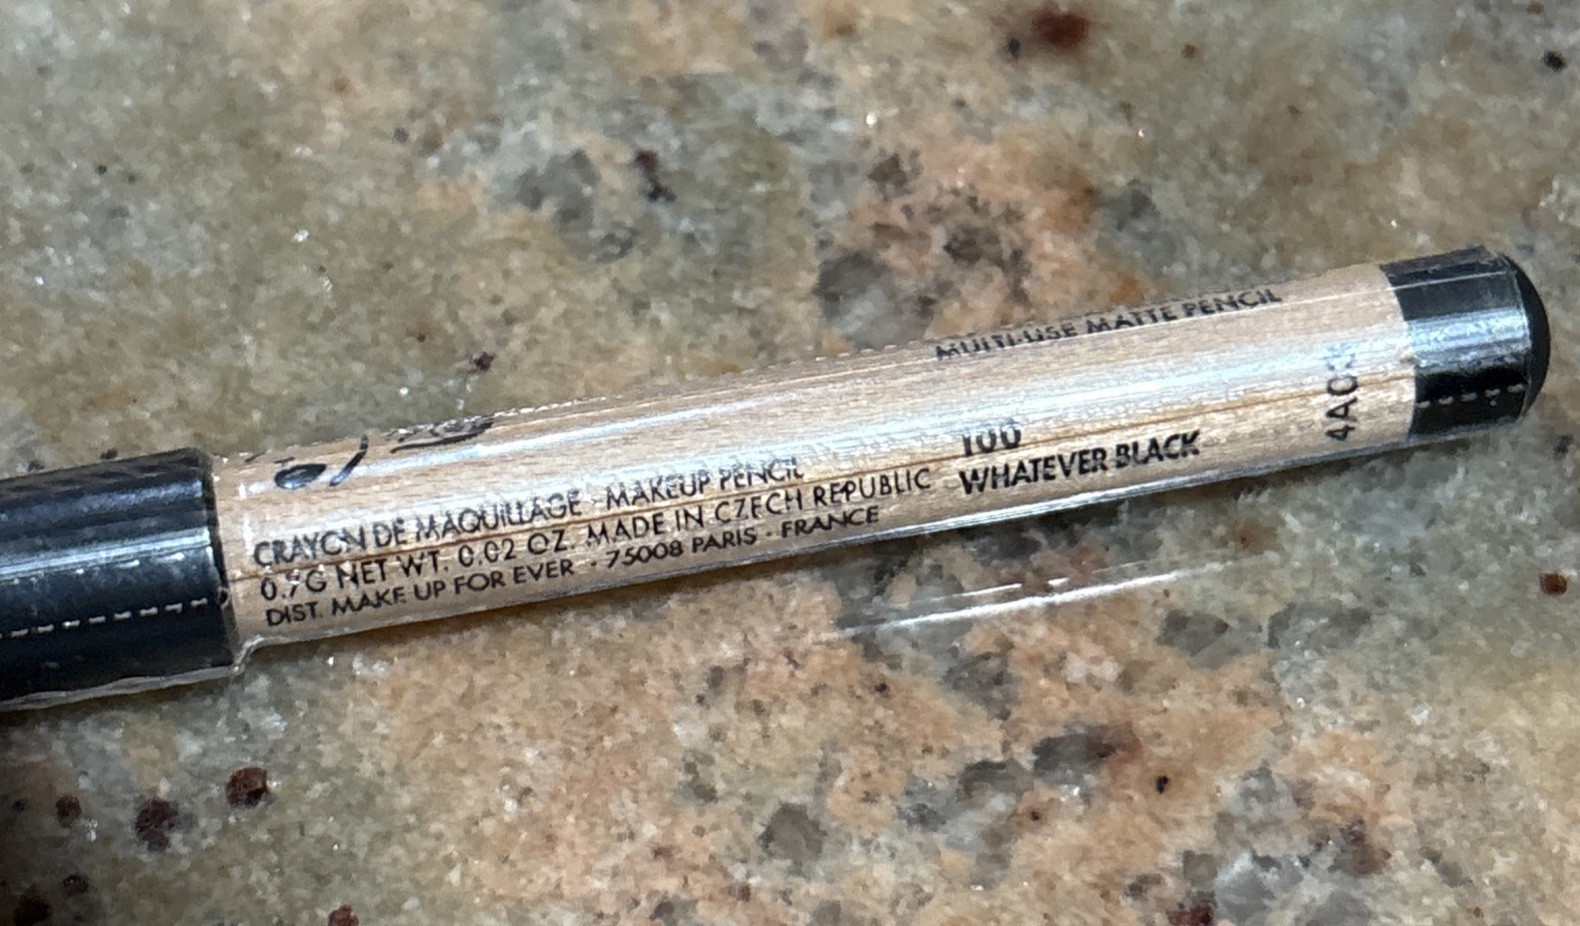 MULTI-USE MATTE PENCIL
100
WHATEVER BLACK
CRAYON DE MAQUILLAGE - MAKEUP PENCIL
0.7G NET WT. 0.02 OZ. MADE IN CZECH REPUBLIC
DIST. MAKE UP FOR EVER - 75008 PARIS - FRANCE